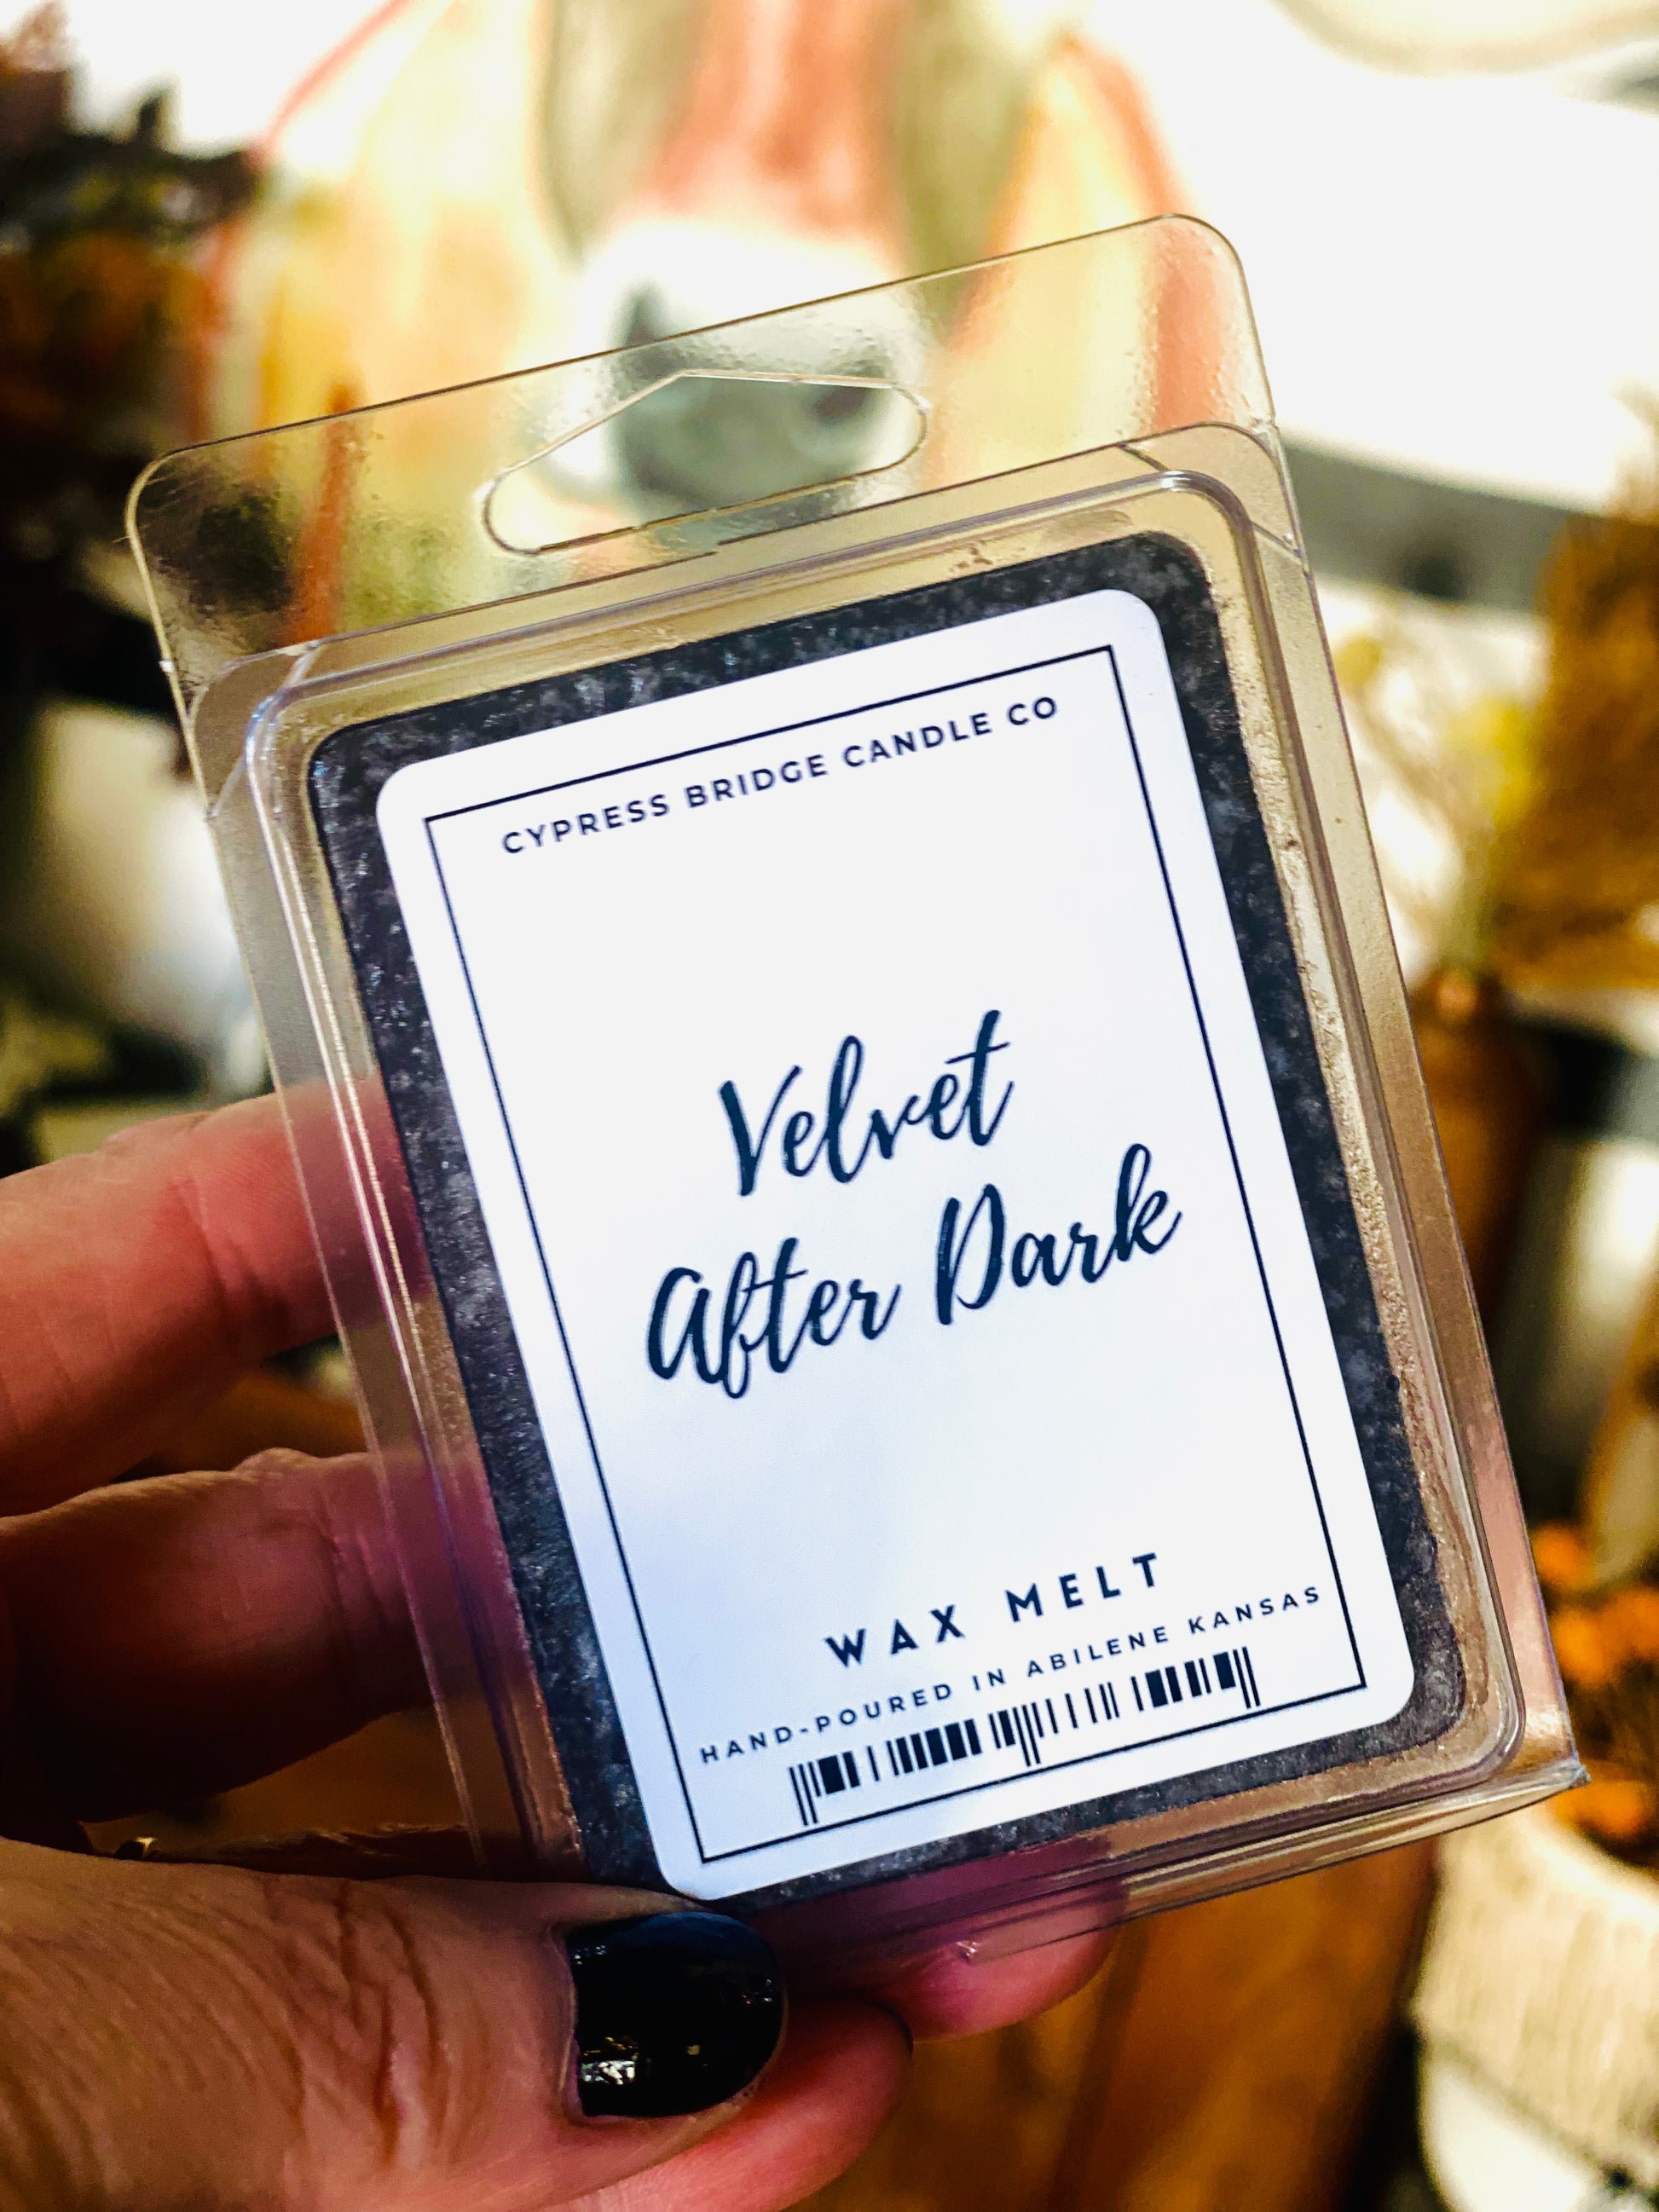 CYPRESS BRIDGE CANDLE CO
Velvet
After Dark
WAX MELT
HAND-POURED IN ABILENE KANSAS